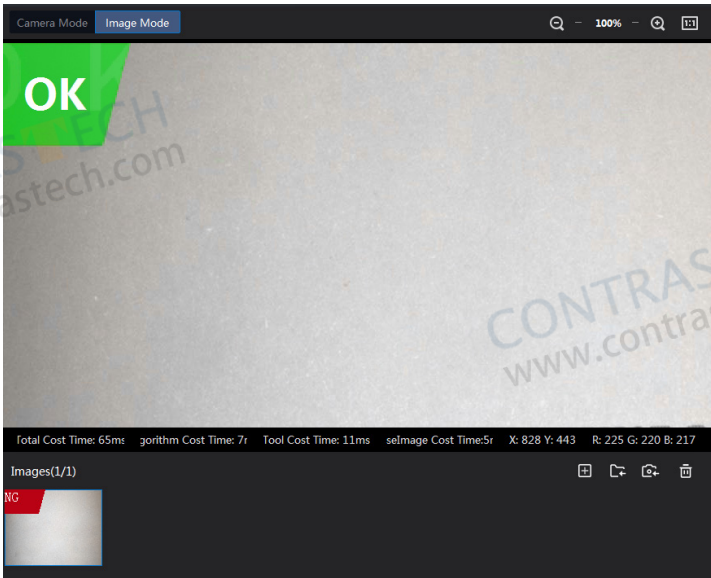 Camera Mode Image Mode 100% 1:1
OK
ASTECH
astech.com
CONTRAS
www.contra
Total Cost Time: 65ms gorithm Cost Time: 7r Tool Cost Time: 11ms seImage Cost Time:5r X: 828 Y: 443 R: 225 G: 220 B: 217
Images(1/1)
NG